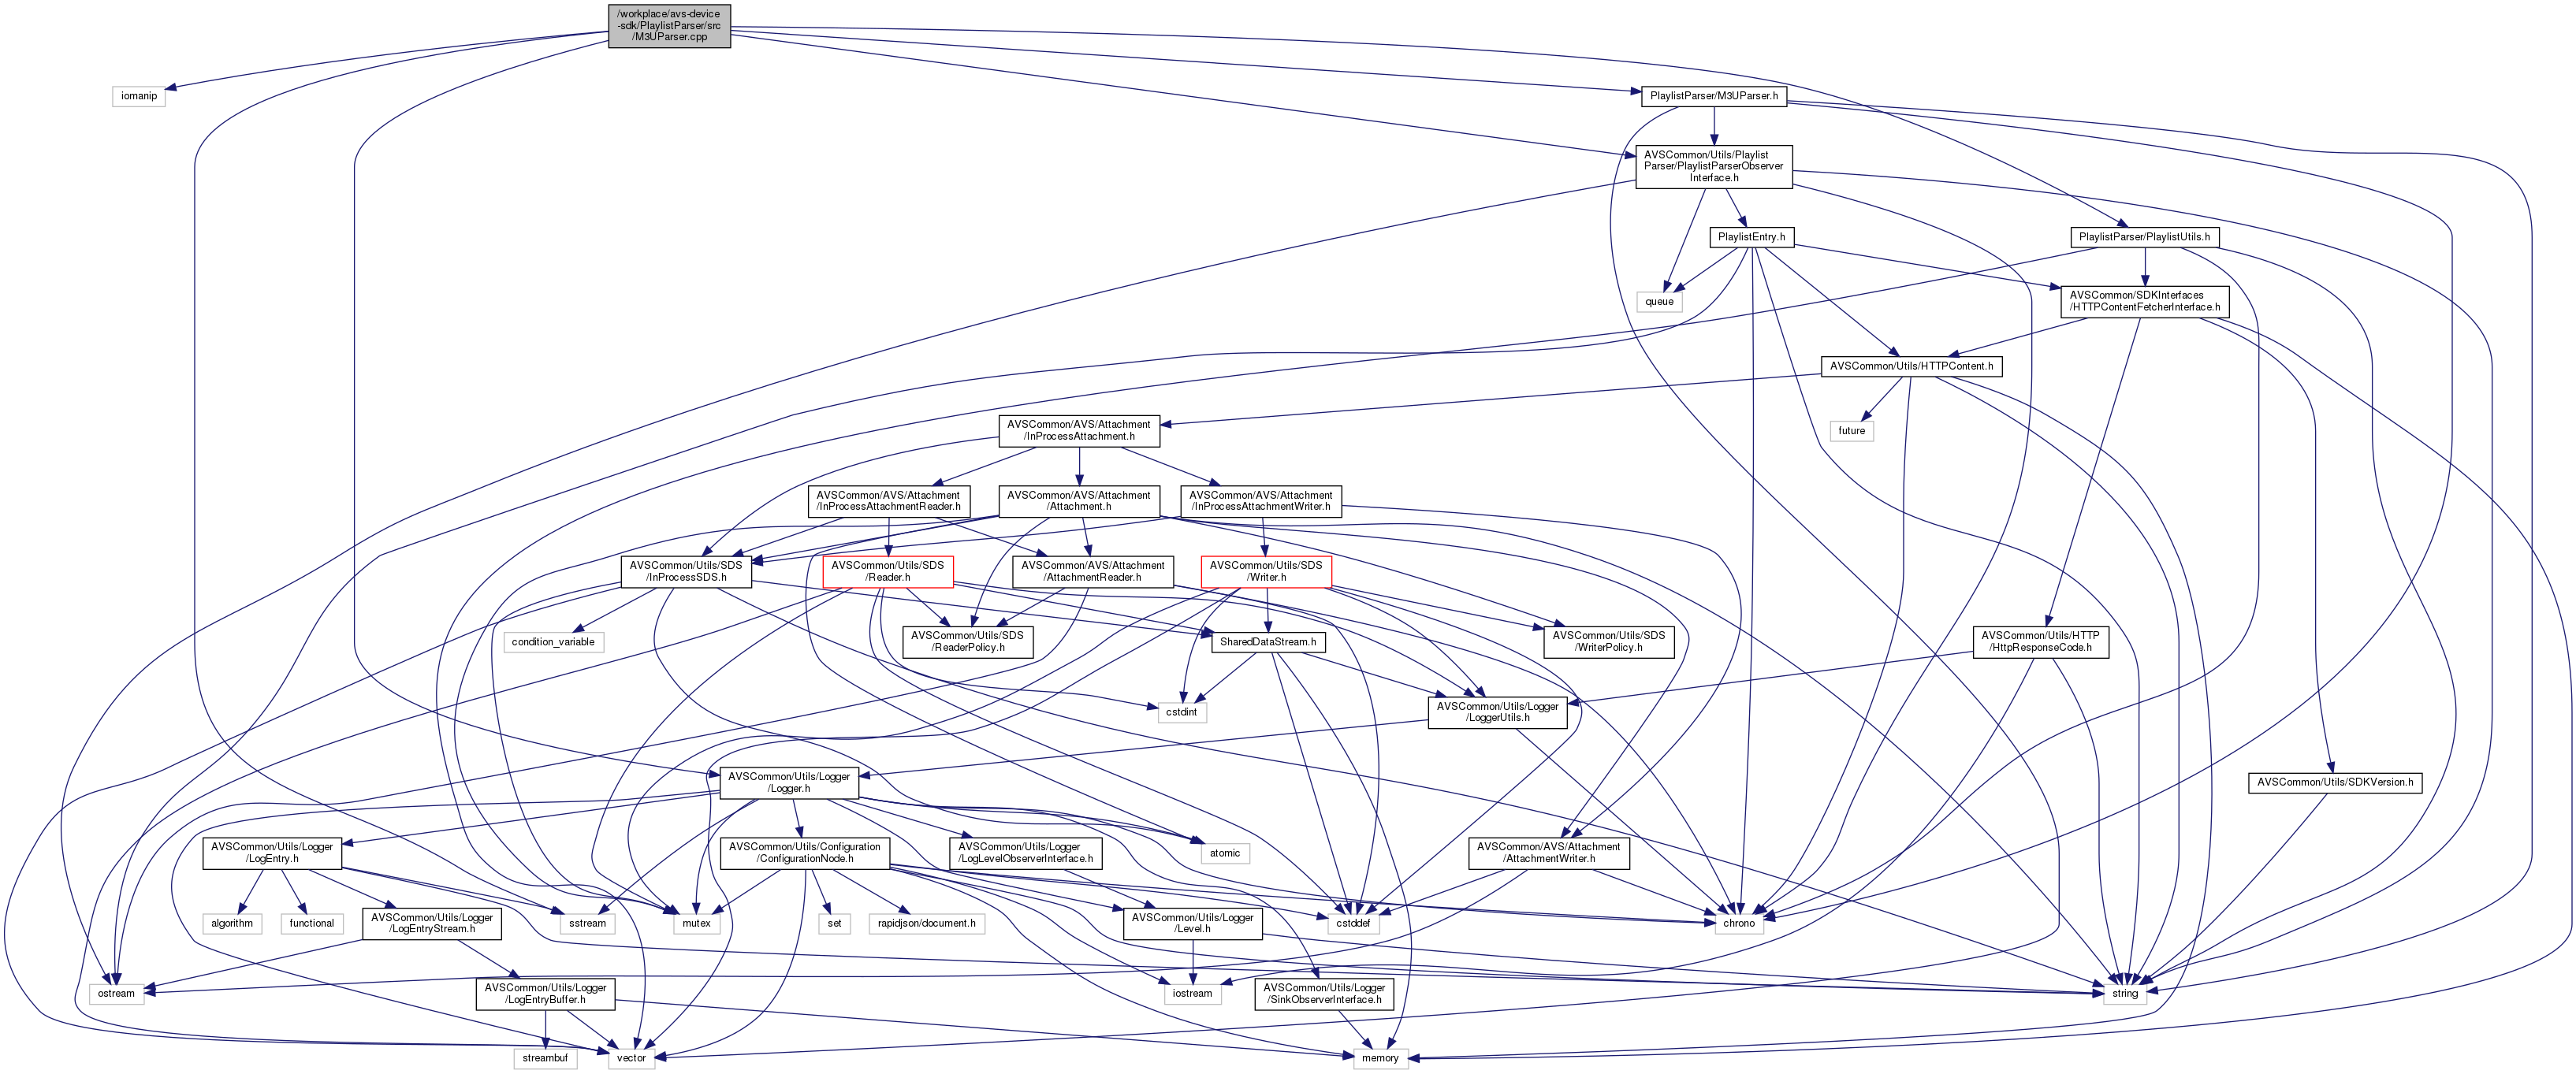 /workplace/avs-device
-sdk/PlaylistParser/src
/M3UParser.cpp
iomanip
PlaylistParser/M3UParser.h
AVSCommon/Utils/Playlist
Parser/PlaylistParserObserver
Interface.h
PlaylistEntry.h
PlaylistParser/PlaylistUtils.h
queue
AVSCommon/SDKInterfaces
/HTTPContentFetcherInterface.h
AVSCommon/Utils/HTTPContent.h
AVSCommon/AVS/Attachment
/InProcessAttachment.h
future
AVSCommon/AVS/Attachment
/InProcessAttachmentReader.h
AVSCommon/AVS/Attachment
/Attachment.h
AVSCommon/AVS/Attachment
/InProcessAttachmentWriter.h
AVSCommon/Utils/SDS
/InProcessSDS.h
AVSCommon/Utils/SDS
/Reader.h
AVSCommon/AVS/Attachment
/AttachmentReader.h
AVSCommon/Utils/SDS
/Writer.h
condition_variable
AVSCommon/Utils/SDS
/ReaderPolicy.h
SharedDataStream.h
AVSCommon/Utils/SDS
/WriterPolicy.h
AVSCommon/Utils/HTTP
/HttpResponseCode.h
cstdint
AVSCommon/Utils/Logger
/LoggerUtils.h
AVSCommon/Utils/Logger
/Logger.h
AVSCommon/Utils/SDKVersion.h
AVSCommon/Utils/Logger
/LogEntry.h
AVSCommon/Utils/Configuration
/ConfigurationNode.h
AVSCommon/Utils/Logger
/LogLevelObserverInterface.h
atomic
AVSCommon/AVS/Attachment
/AttachmentWriter.h
algorithm
functional
AVSCommon/Utils/Logger
/LogEntryStream.h
sstream
mutex
set
rapidjson/document.h
AVSCommon/Utils/Logger
/Level.h
cstddef
chrono
ostream
AVSCommon/Utils/Logger
/LogEntryBuffer.h
iostream
AVSCommon/Utils/Logger
/SinkObserverInterface.h
string
streambuf
vector
memory